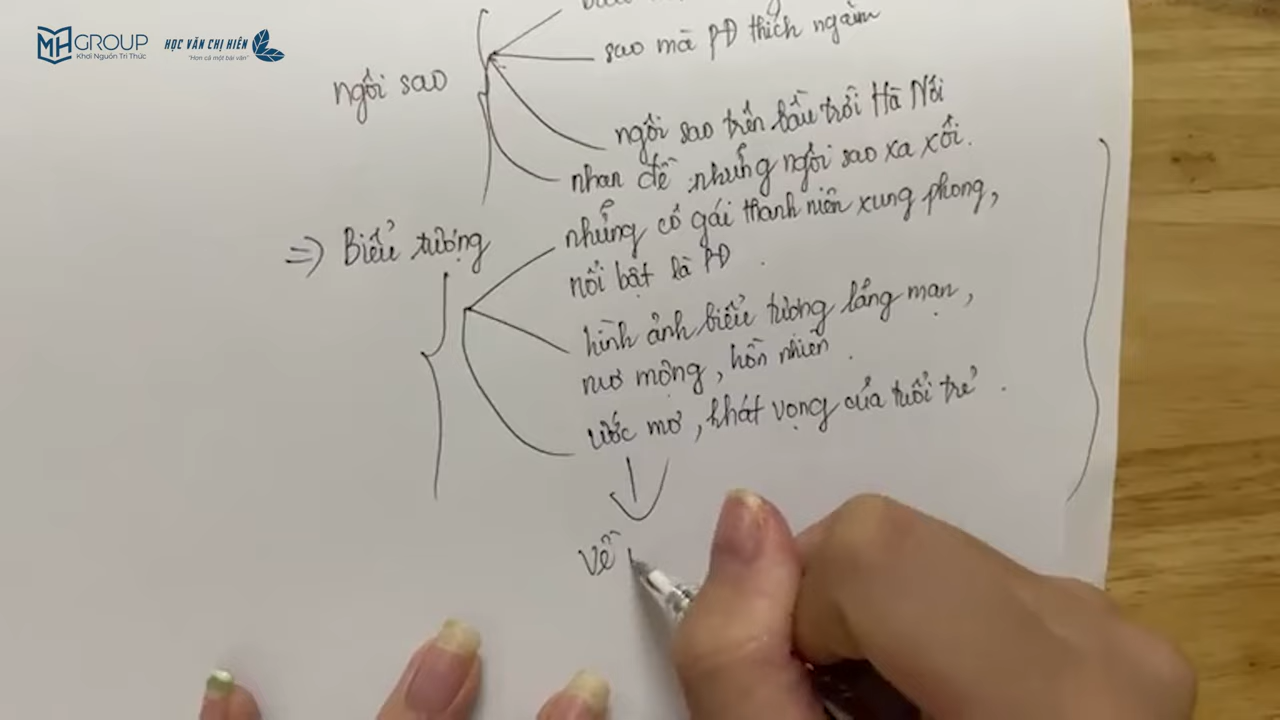 MH GROUP
Khơi Nguồn Tri Thức
HỌC VĂN CHỊ HIÊN
"Hơn cả một bài văn"
sao mà PĐ thích ngắm
ngôi sao
ngôi sao trên bầu trời Hà Nội
nhan đề những ngôi sao xa xôi.
=> Biểu tượng
những cô gái thanh niên xung phong,
nổi bật là PĐ.
hình ảnh biểu tượng lãng mạn,
mơ mộng, hồn nhiên.
ước mơ, khát vọng của tuổi trẻ.
vẻ